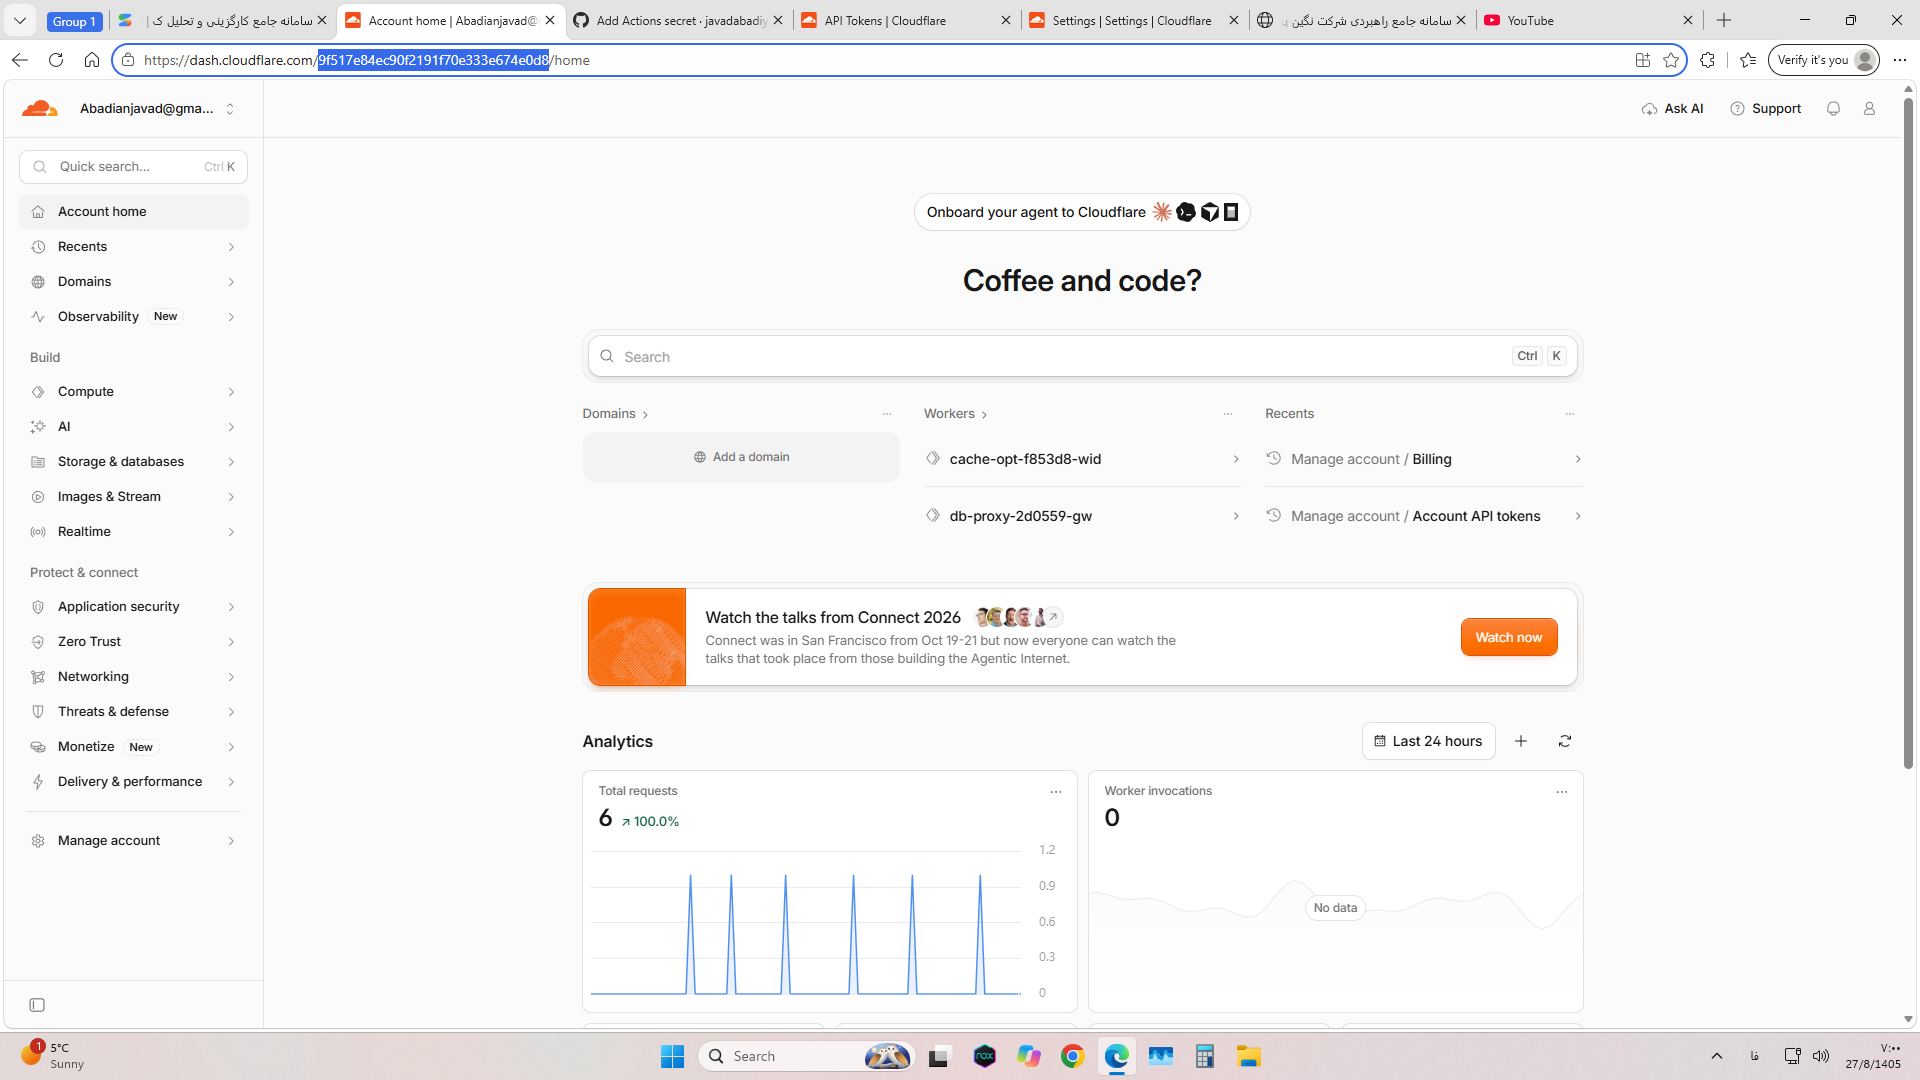 Group 1
سامانه جامع کارگزینی و تحلیل ک |
Account home | Abadianjavad@
Add Actions secret · javadabadiy
API Tokens | Cloudflare
Settings | Settings | Cloudflare
سامانه جامع راهبردی شرکت نگین
YouTube
https://dash.cloudflare.com/9f517e84ec90f2191f70e333e674e0d8/home
Verify it's you
Abadianjavad@gma...
Ask AI
Support
Quick search...
Ctrl K
Account home
Recents
Domains
Observability New
Build
Compute
AI
Storage & databases
Images & Stream
Realtime
Protect & connect
Application security
Zero Trust
Networking
Threats & defense
Monetize New
Delivery & performance
Manage account
Onboard your agent to Cloudflare
Coffee and code?
Search
Ctrl K
Domains
Add a domain
Workers
cache-opt-f853d8-wid
db-proxy-2d0559-gw
Recents
Manage account / Billing
Manage account / Account API tokens
Watch the talks from Connect 2026
Connect was in San Francisco from Oct 19-21 but now everyone can watch the
talks that took place from those building the Agentic Internet.
Watch now
Analytics
Last 24 hours
Total requests
6 100.0%
1.2
0.9
0.6
0.3
0
Worker invocations
0
No data
1
5°C
Sunny
Search
nox
فا
۷:۰۰
27/8/1405